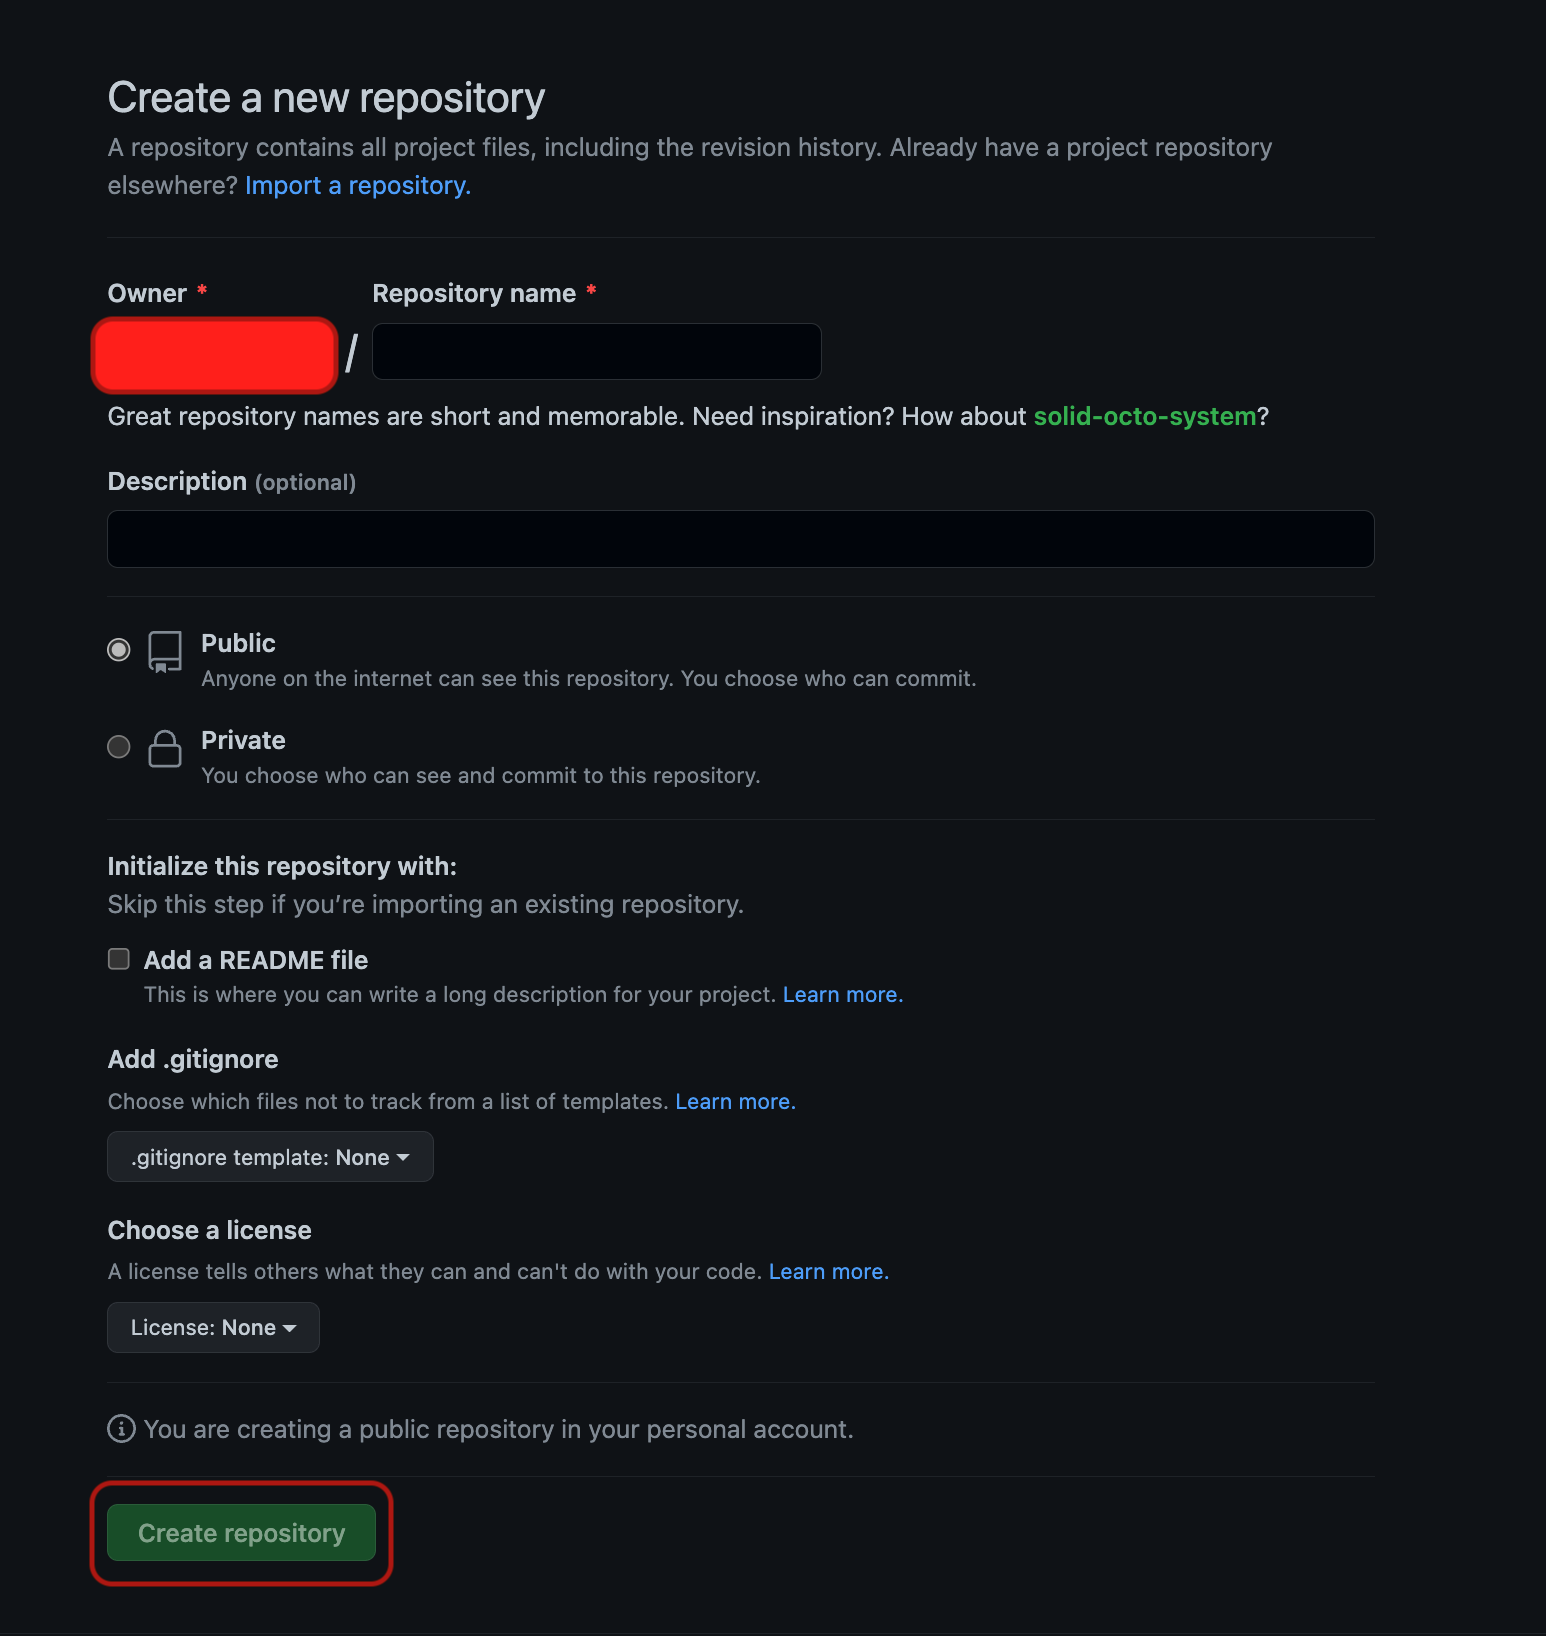 Create a new repository
A repository contains all project files, including the revision history. Already have a project repository
elsewhere? Import a repository.
Owner * Repository name *
/
Great repository names are short and memorable. Need inspiration? How about solid-octo-system?
Description (optional)
Public
Anyone on the internet can see this repository. You choose who can commit.
Private
You choose who can see and commit to this repository.
Initialize this repository with:
Skip this step if you’re importing an existing repository.
Add a README file
This is where you can write a long description for your project. Learn more.
Add .gitignore
Choose which files not to track from a list of templates. Learn more.
.gitignore template: None
Choose a license
A license tells others what they can and can't do with your code. Learn more.
License: None
You are creating a public repository in your personal account.
Create repository